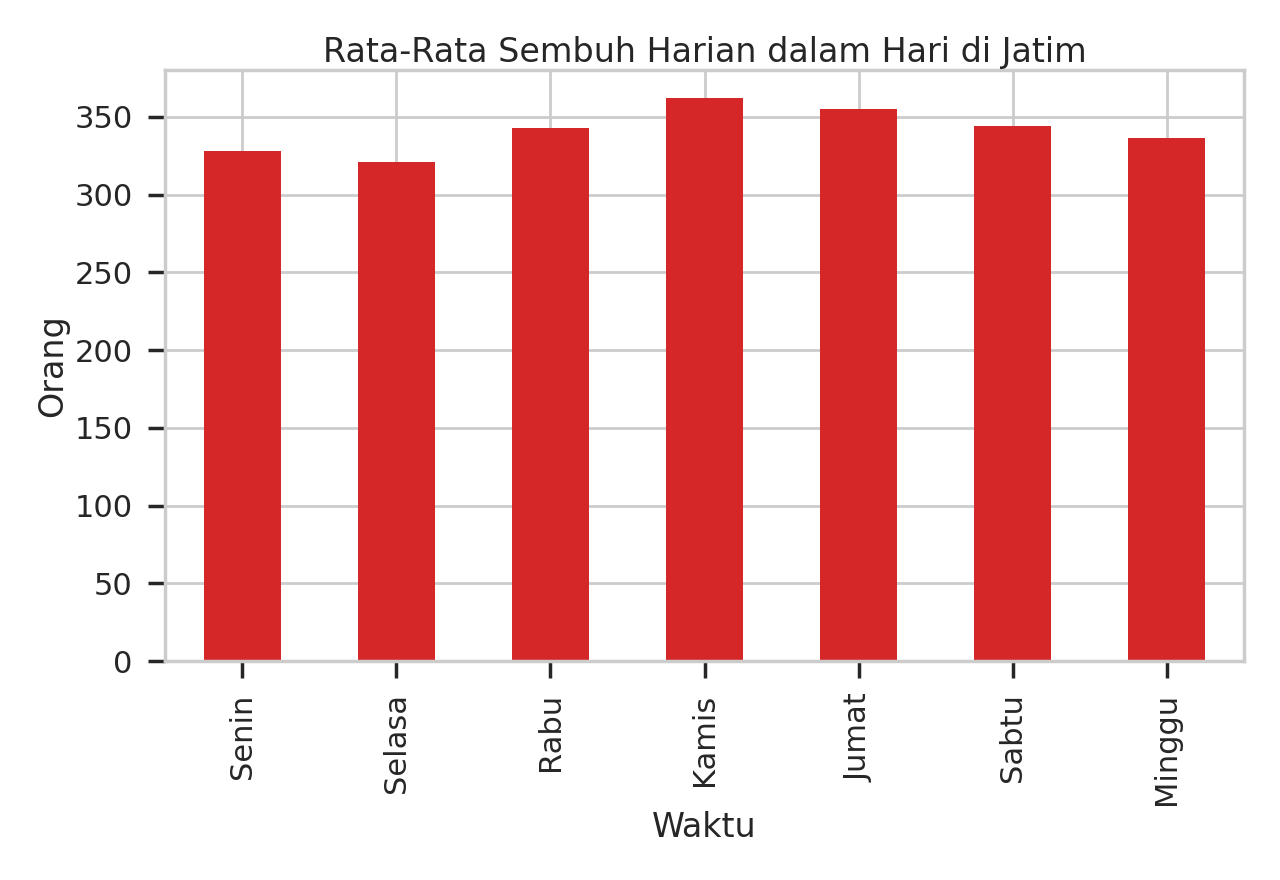 Rata-Rata Sembuh Harian dalam Hari di Jatim
350
300
250
200
150
100
50
0
Orang
Senin
Selasa
Rabu
Kamis
Jumat
Sabtu
Minggu
Waktu